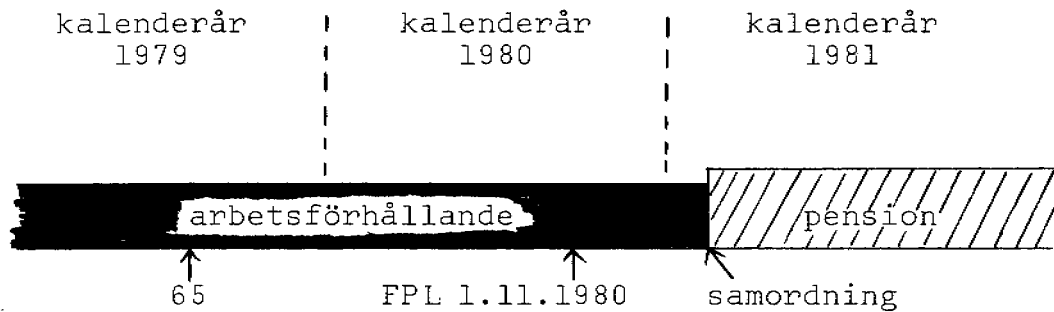 kalenderår kalenderår kalenderår
1979 1980 1981
arbetsförhållande pension
65 FPL 1.11.1980 samordning